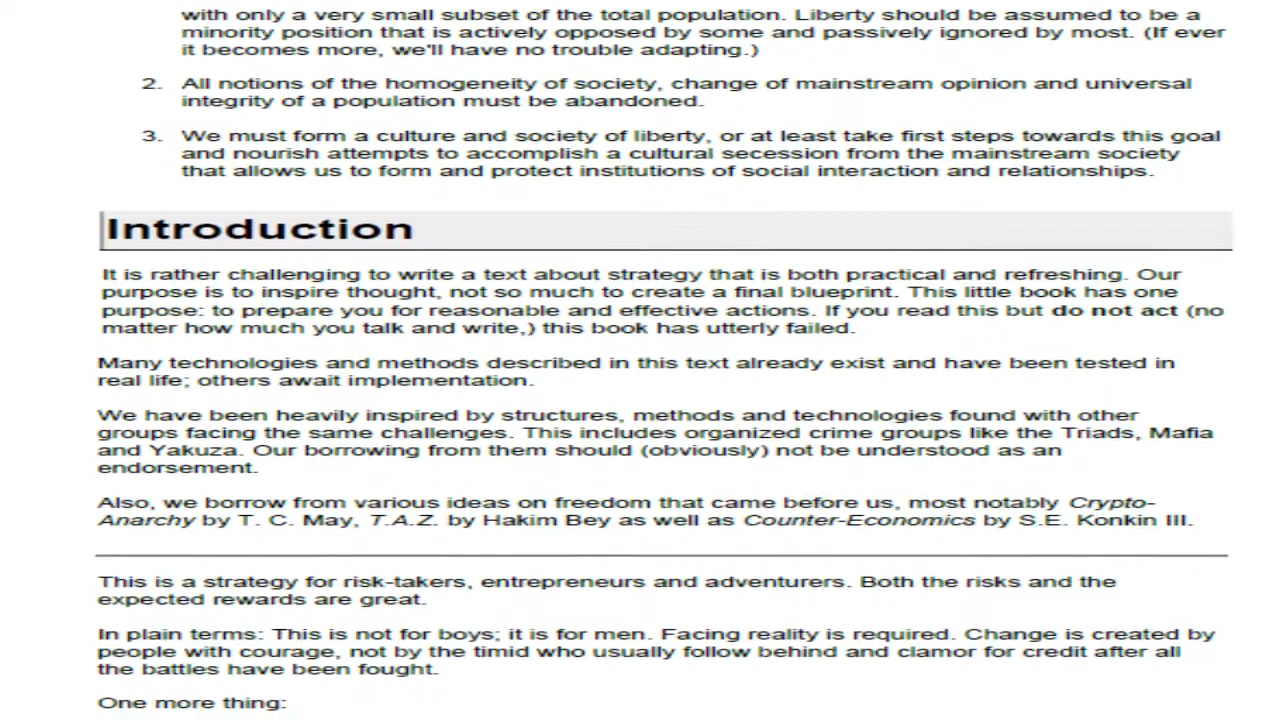 with only a very small subset of the total population. Liberty should be assumed to be a
minority position that is actively opposed by some and passively ignored by most. (If ever
it becomes more, we'll have no trouble adapting.)
2. All notions of the homogeneity of society, change of mainstream opinion and universal
integrity of a population must be abandoned.
3. We must form a culture and society of liberty, or at least take first steps towards this goal
and nourish attempts to accomplish a cultural secession from the mainstream society
that allows us to form and protect institutions of social interaction and relationships.
Introduction
It is rather challenging to write a text about strategy that is both practical and refreshing. Our
purpose is to inspire thought, not so much to create a final blueprint. This little book has one
purpose: to prepare you for reasonable and effective actions. If you read this but do not act (no
matter how much you talk and write,) this book has utterly failed.
Many technologies and methods described in this text already exist and have been tested in
real life; others await implementation.
We have been heavily inspired by structures, methods and technologies found with other
groups facing the same challenges. This includes organized crime groups like the Triads, Mafia
and Yakuza. Our borrowing from them should (obviously) not be understood as an
endorsement.
Also, we borrow from various ideas on freedom that came before us, most notably Crypto-
Anarchy by T. C. May, T.A.Z. by Hakim Bey as well as Counter-Economics by S.E. Konkin III.
This is a strategy for risk-takers, entrepreneurs and adventurers. Both the risks and the
expected rewards are great.
In plain terms: This is not for boys; it is for men. Facing reality is required. Change is created by
people with courage, not by the timid who usually follow behind and clamor for credit after all
the battles have been fought.
One more thing: